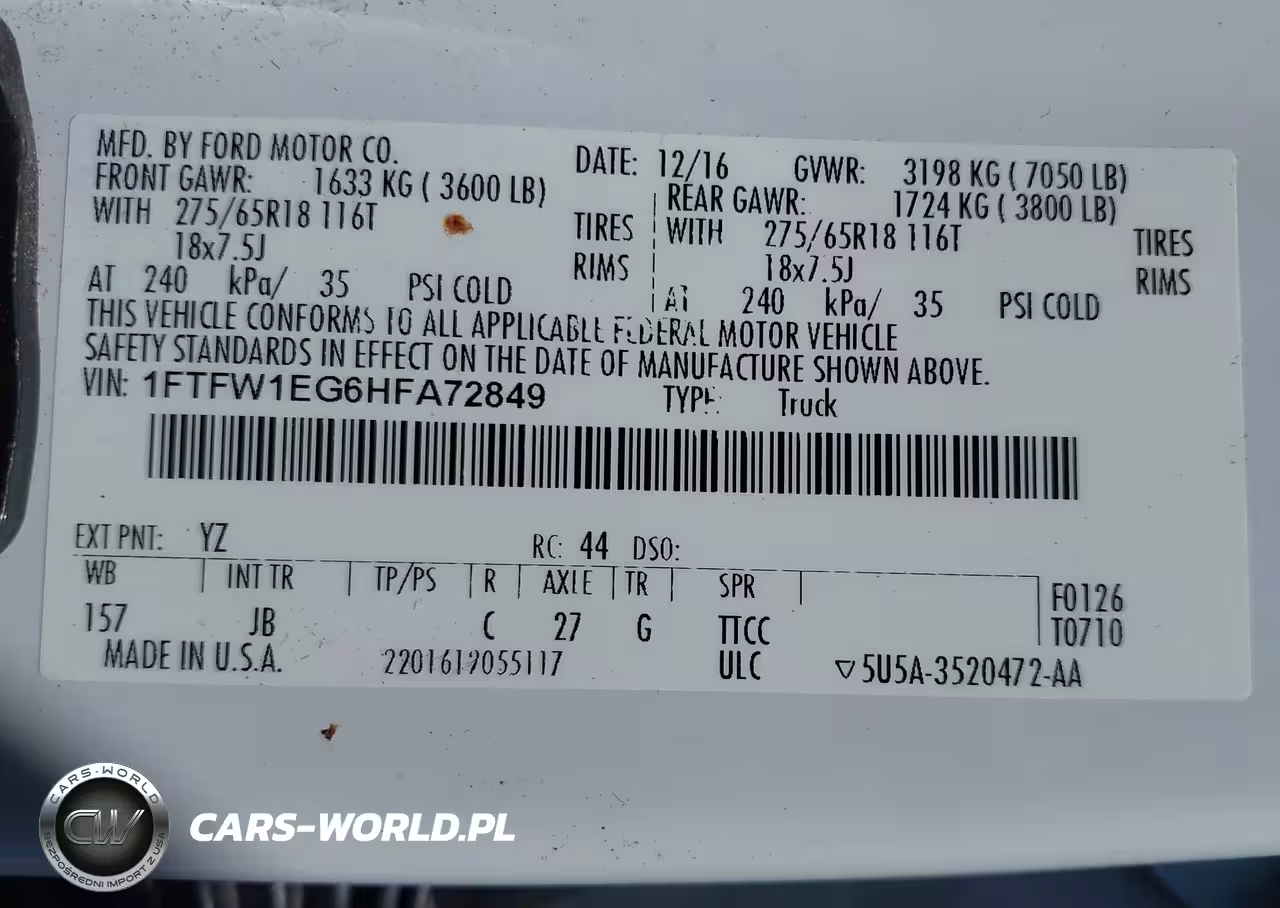 MFD. BY FORD MOTOR CO. DATE: 12/16 GVWR: 3198 KG ( 7050 LB)
FRONT GAWR: 1633 KG ( 3600 LB) REAR GAWR: 1724 KG ( 3800 LB)
WITH 275/65R18 116T TIRES WITH 275/65R18 116T TIRES
18x7.5J RIMS 18x7.5J RIMS
AT 240 kPa/ 35 PSI COLD AT 240 kPa/ 35 PSI COLD
THIS VEHICLE CONFORMS TO ALL APPLICABLE FEDERAL MOTOR VEHICLE
SAFETY STANDARDS IN EFFECT ON THE DATE OF MANUFACTURE SHOWN ABOVE.
VIN: 1FTFW1EG6HFA72849 TYPE: Truck
EXT PNT: YZ RC: 44 DSO:
WB INT TR TP/PS R AXLE TR SPR
F0126
157 JB C 27 G TTCC T0710
MADE IN U.S.A. 2201612055117 ULC ▽5U5A-3520472-AA
CARS-WORLD
CW
BEZPOŚREDNI IMPORT Z USA
CARS-WORLD.PL